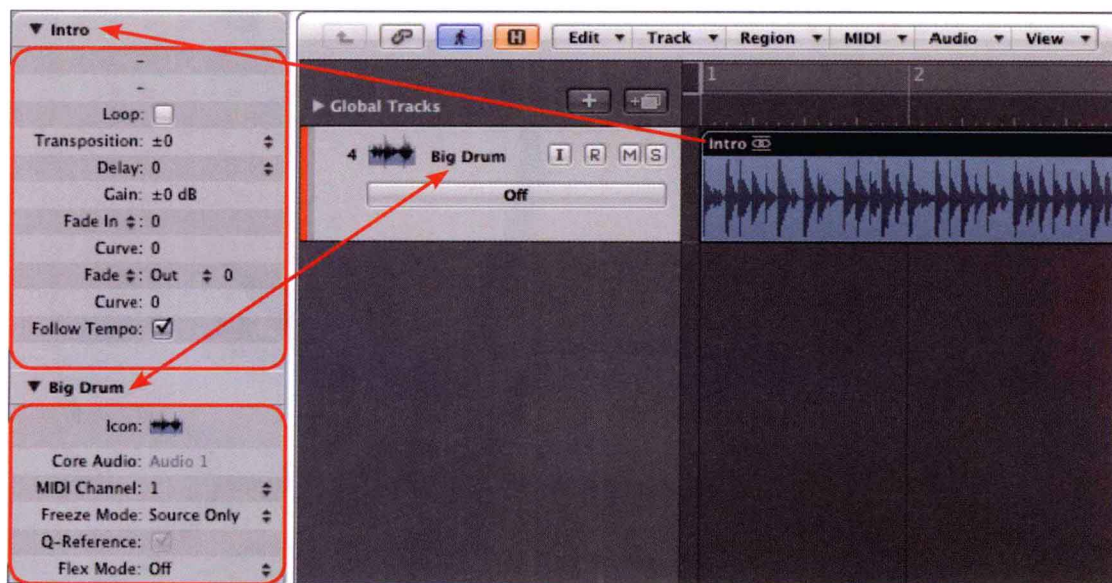 ▼ Intro
-
-
Loop:
Transposition: ±0
Delay: 0
Gain: ±0 dB
Fade In : 0
Curve: 0
Fade : Out 0
Curve: 0
Follow Tempo: ✓
▼ Big Drum
Icon:
Core Audio: Audio 1
MIDI Channel: 1
Freeze Mode: Source Only
Q-Reference: ✓
Flex Mode: Off
H Edit Track Region MIDI Audio View
1 2
Global Tracks + +
4 Big Drum I R M S
Off
Intro